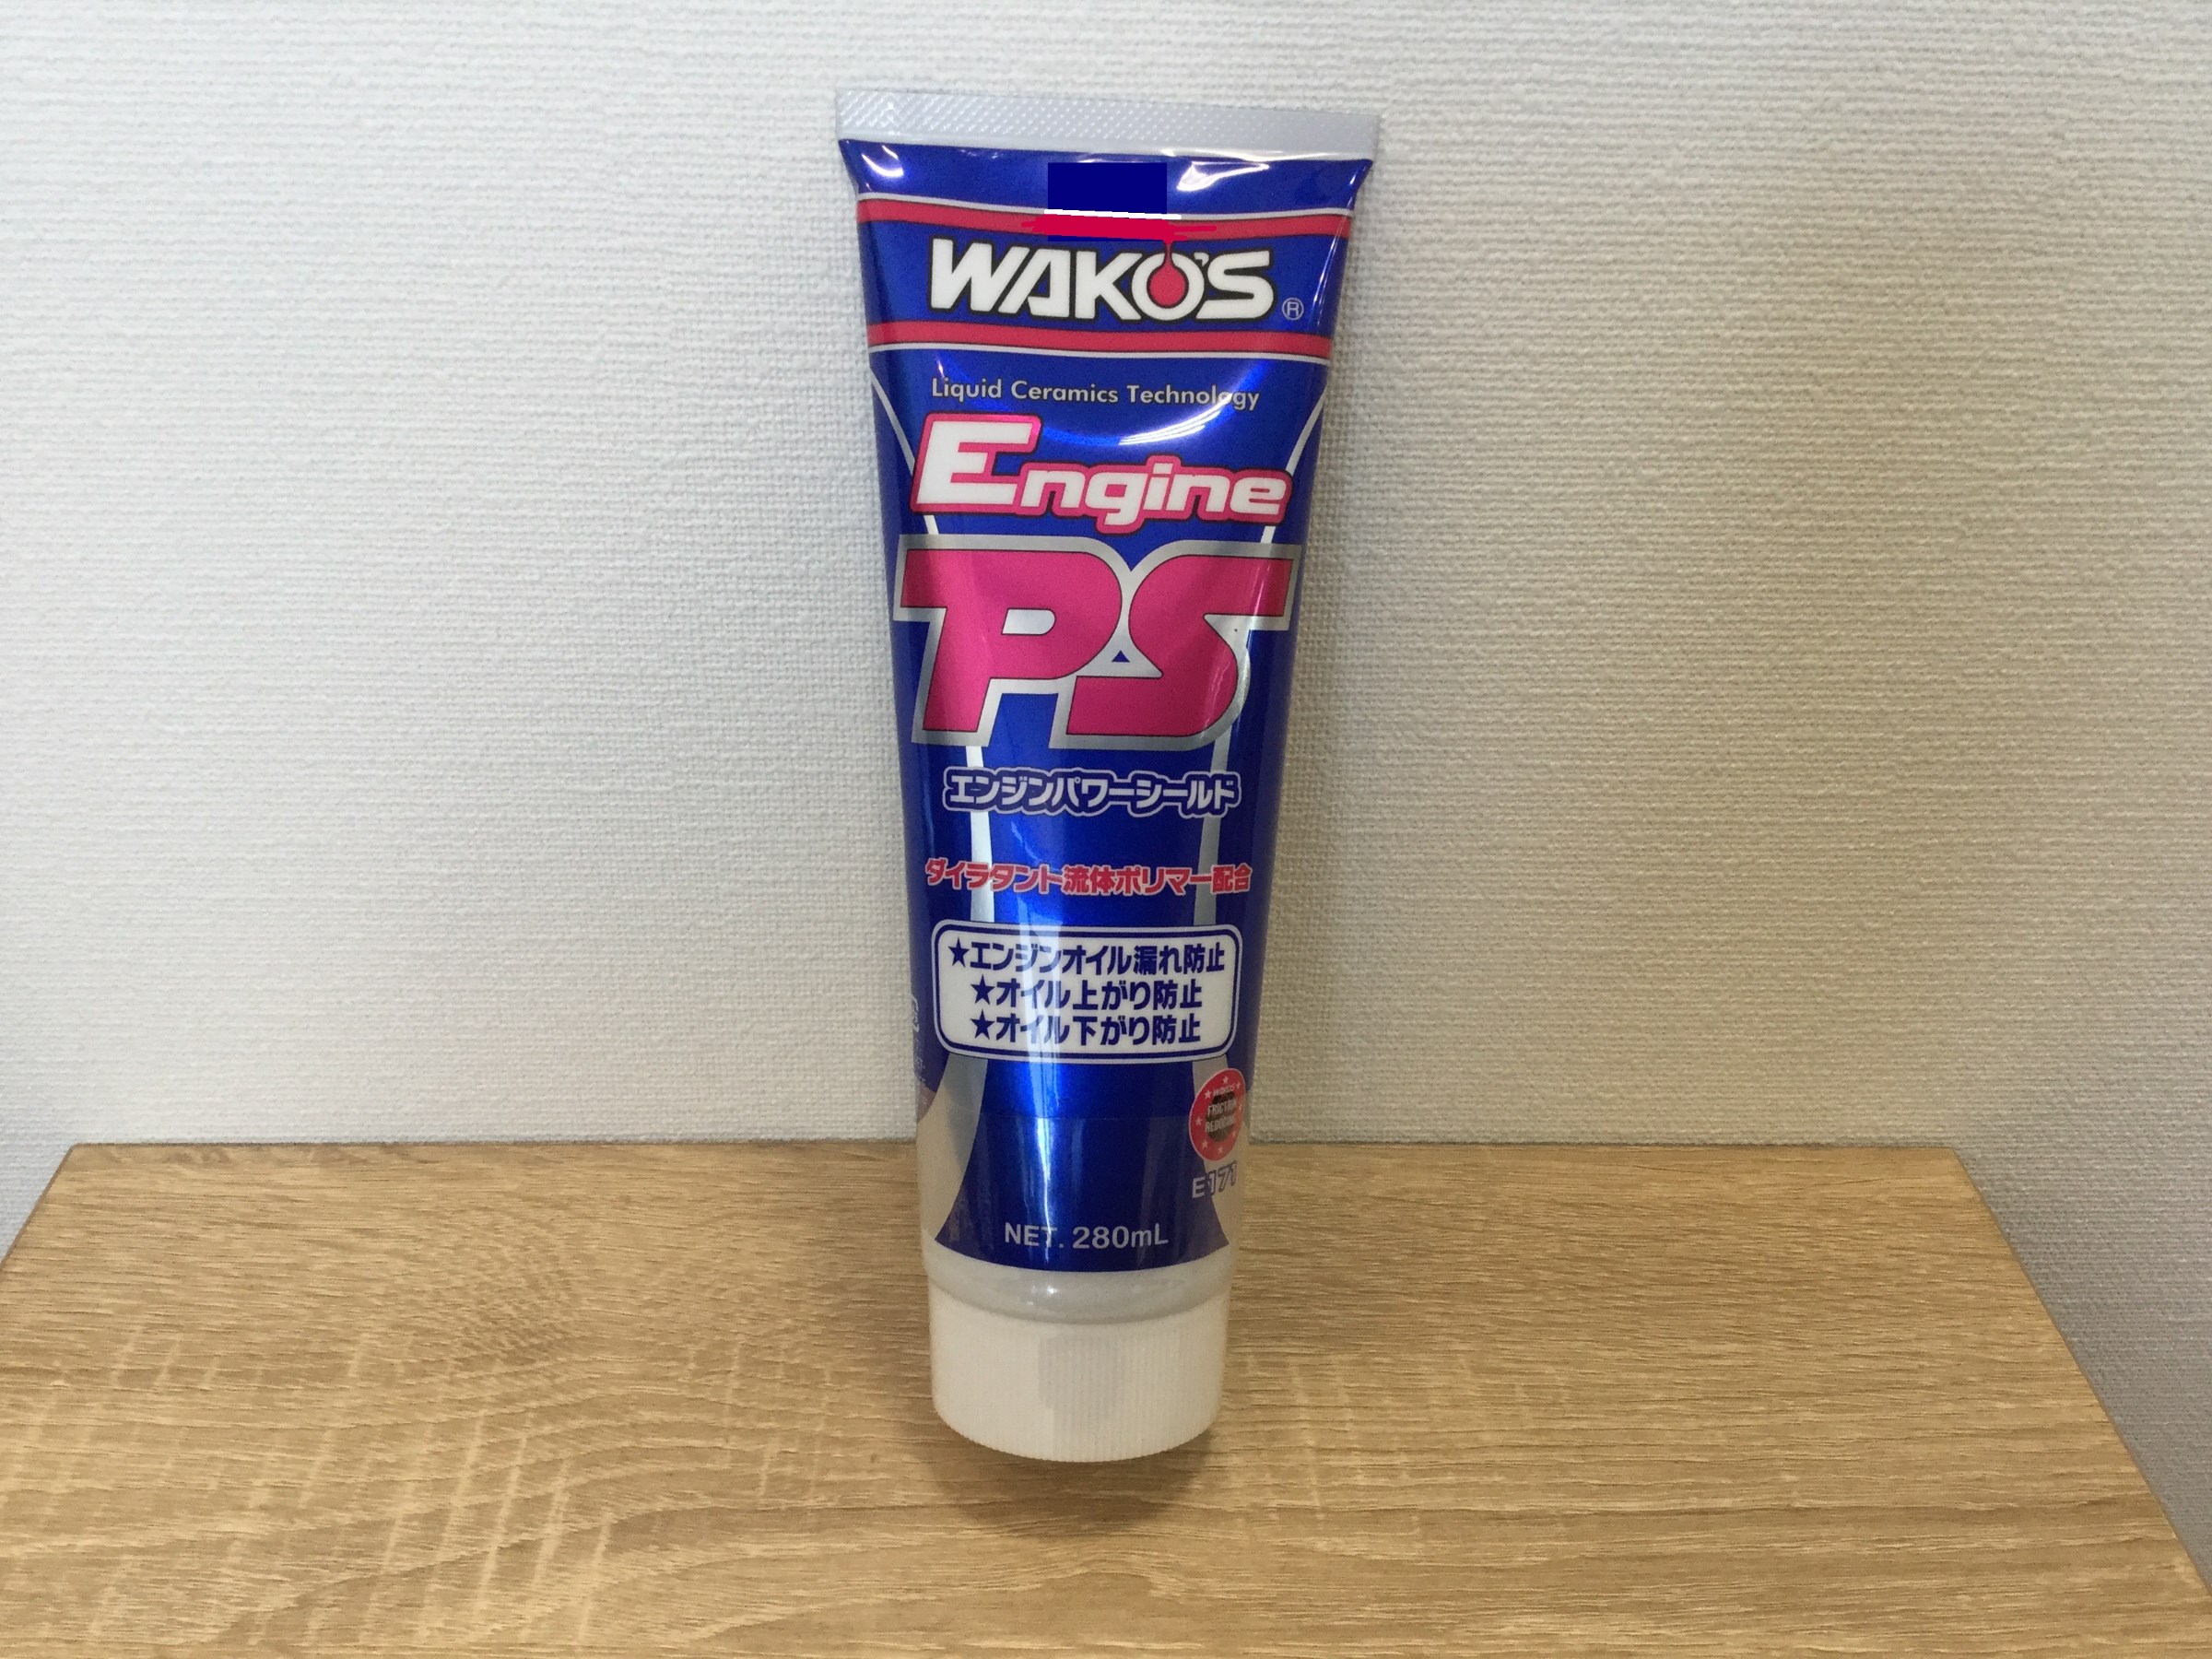 WAKO'S®
Liquid Ceramics Technology
Engine
PS
エンジンパワーシールド
ダイラタント流体ポリマー配合
★エンジンオイル漏れ防止
★オイル上がり防止
★オイル下がり防止
WAKO'S
FRICTION
REDUCING
E171
NET. 280mL